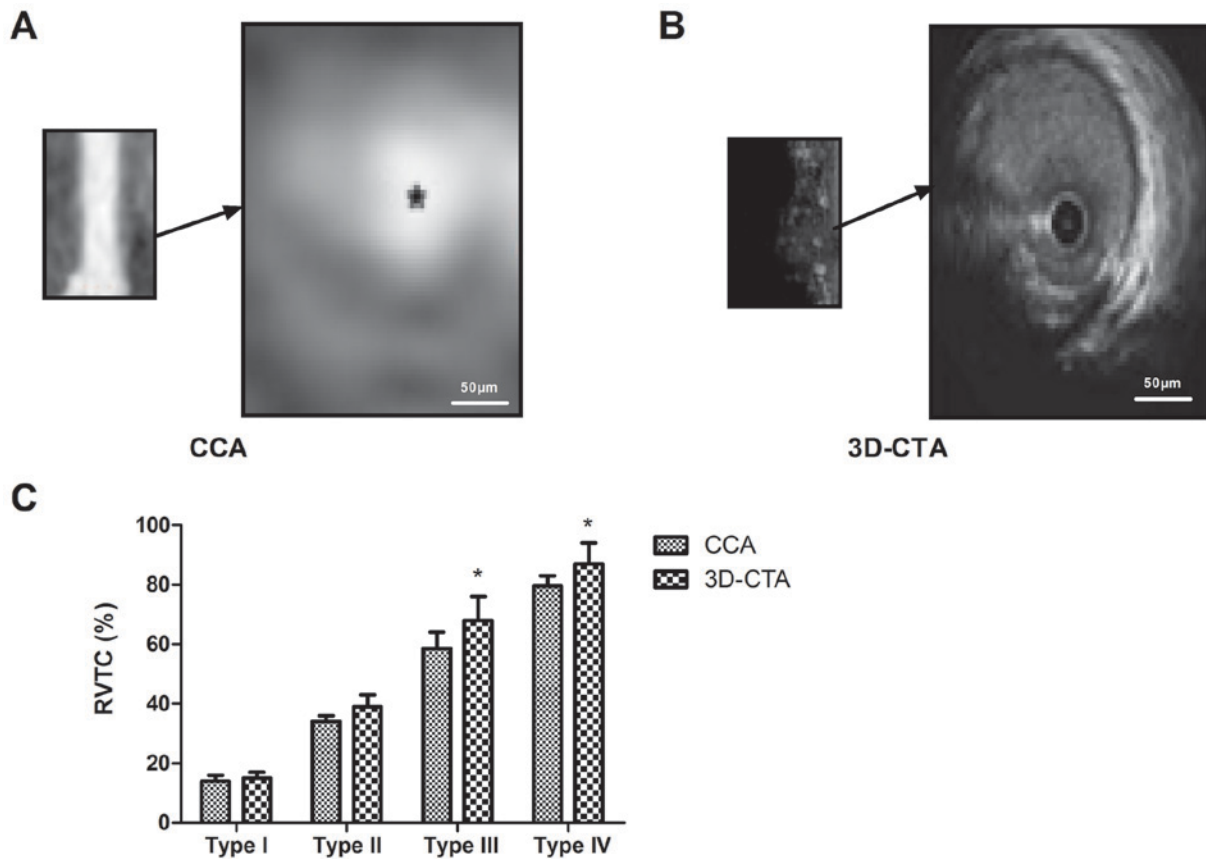 A
B
50µm
50µm
CCA
3D-CTA
C
RVTC (%)
100
80
60
40
20
0
*
*
CCA
3D-CTA
Type I
Type II
Type III
Type IV